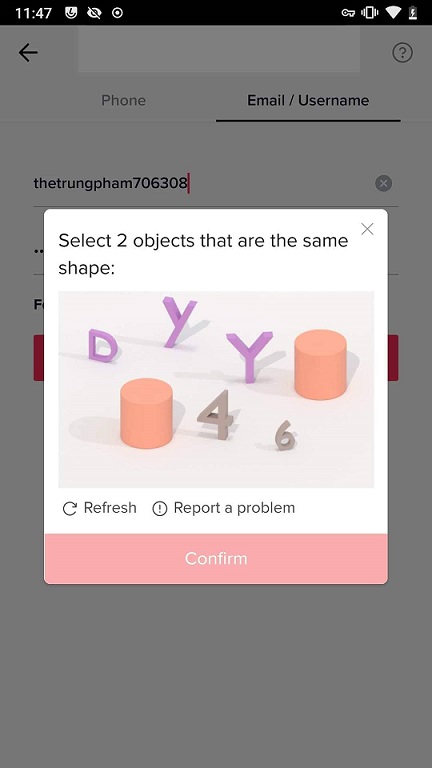 11:47
Phone
Email / Username
thetrungpham706308
Select 2 objects that are the same
shape:
D
y
Y
4
6
Refresh
Report a problem
Confirm